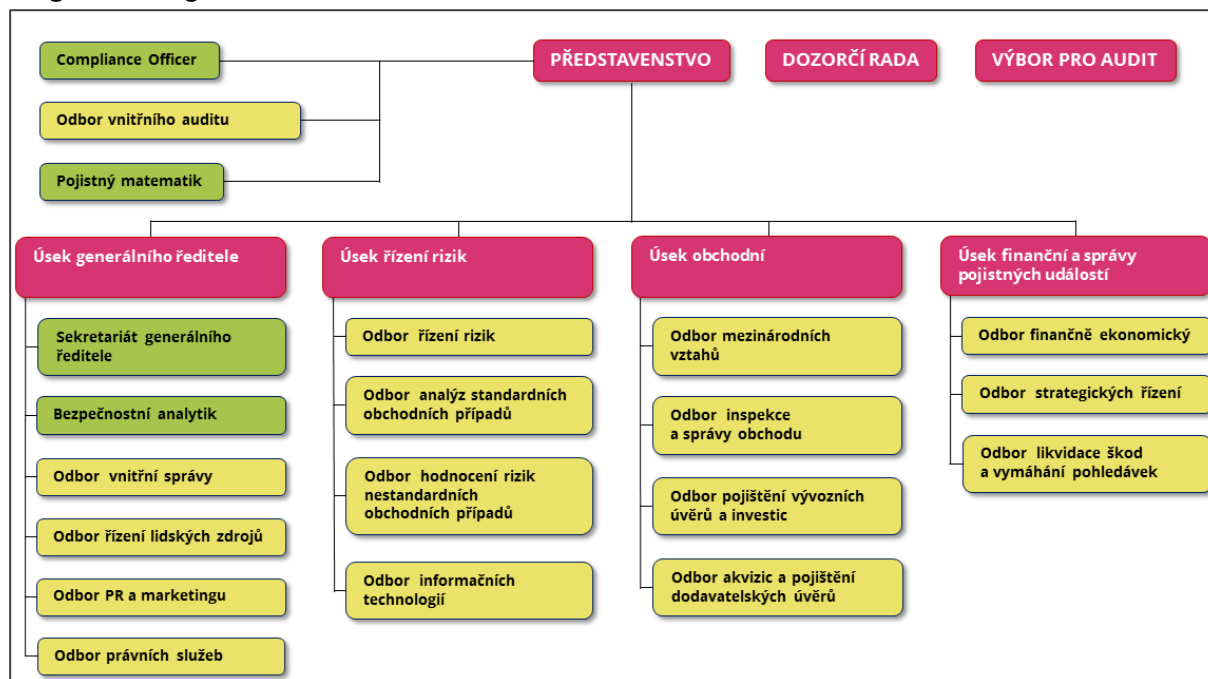 Compliance Officer
PŘEDSTAVENSTVO
DOZORČÍ RADA
VÝBOR PRO AUDIT
Odbor vnitřního auditu
Pojistný matematik
Úsek generálního ředitele
Sekretariát generálního
ředitele
Bezpečnostní analytik
Odbor vnitřní správy
Odbor řízení lidských zdrojů
Odbor PR a marketingu
Odbor právních služeb
Úsek řízení rizik
Odbor řízení rizik
Odbor analýz standardních
obchodních případů
Odbor hodnocení rizik
nestandardních
obchodních případů
Odbor informačních
technologií
Úsek obchodní
Odbor mezinárodních
vztahů
Odbor inspekce
a správy obchodu
Odbor pojištění vývozních
úvěrů a investic
Odbor akvizic a pojištění
dodavatelských úvěrů
Úsek finanční a správy
pojistných událostí
Odbor finančně ekonomický
Odbor strategických řízení
Odbor likvidace škod
a vymáhání pohledávek